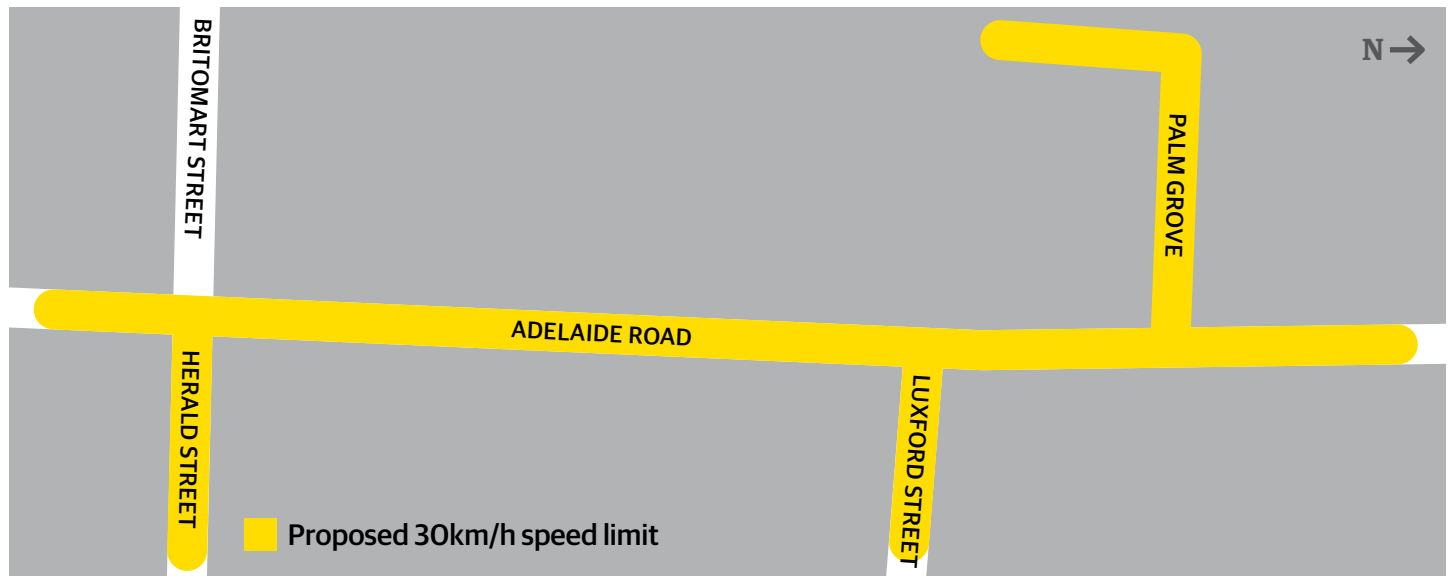 BRITOMART STREET
N
PALM GROVE
ADELAIDE ROAD
HERALD STREET
LUXFORD STREET
Proposed 30km/h speed limit